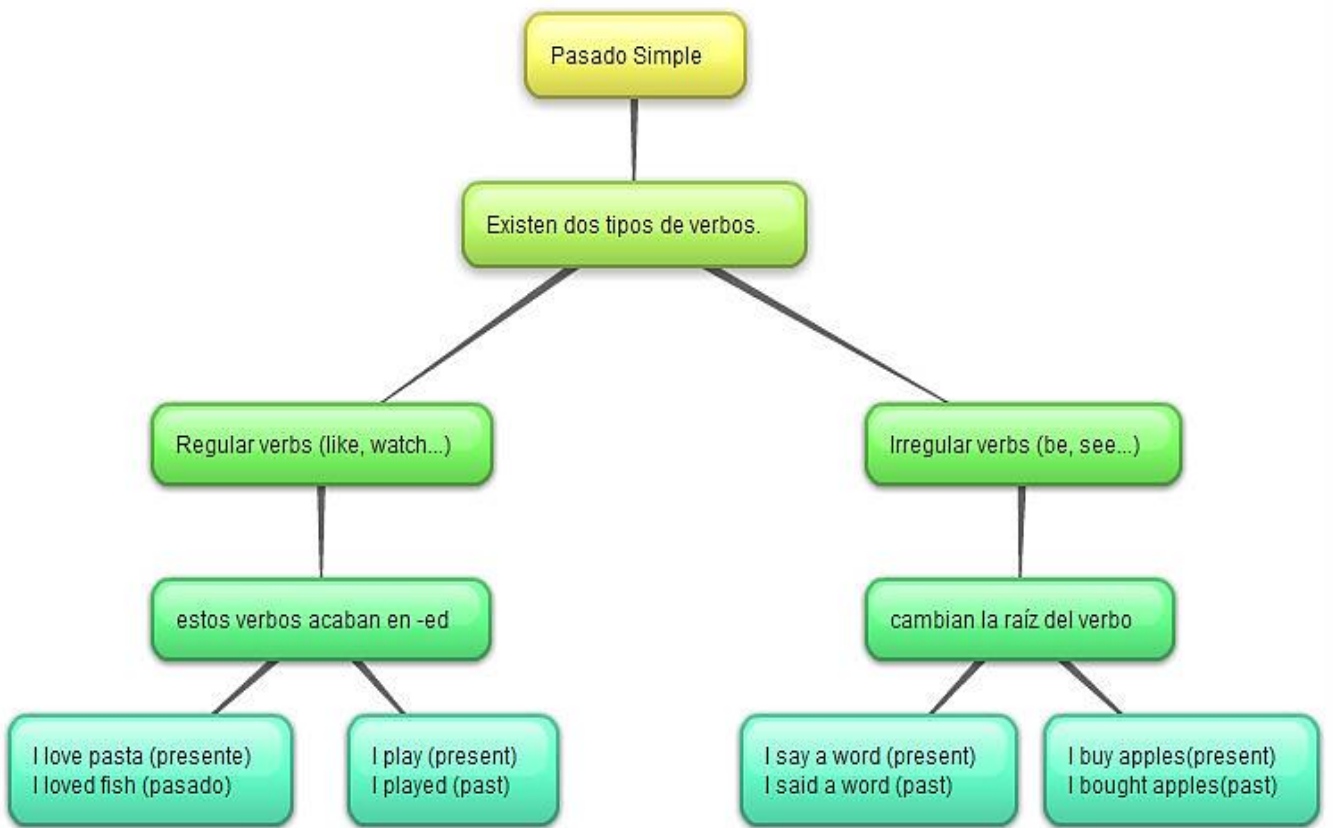 Pasado Simple
Existen dos tipos de verbos.
Regular verbs (like, watch...)
Irregular verbs (be, see...)
estos verbos acaban en -ed
cambian la raíz del verbo
I love pasta (presente)
I loved fish (pasado)
I play (present)
I played (past)
I say a word (present)
I said a word (past)
I buy apples(present)
I bought apples(past)